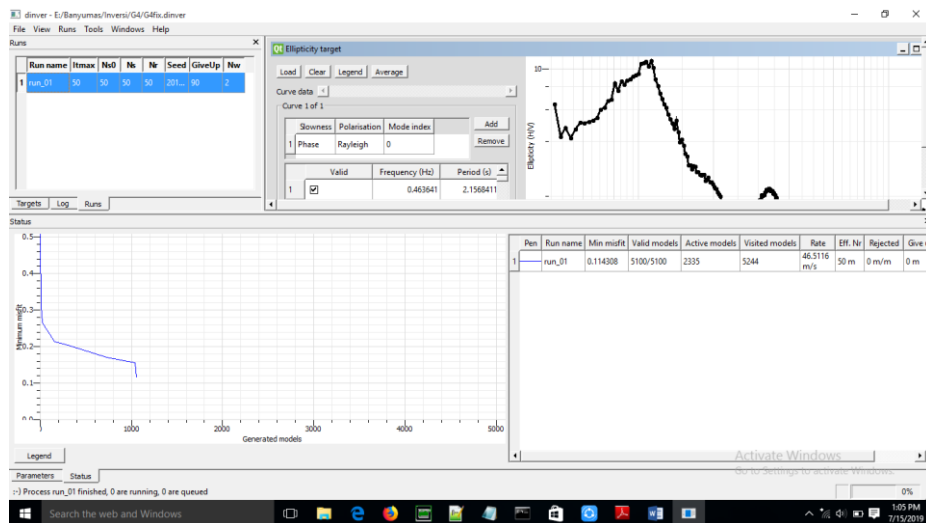 dinver - E:/Banyumas/Inversi/G4/G4fix.dinver
File View Runs Tools Windows Help
Runs
Run name Itmax Ns0 Ns Nr Seed GiveUp Nw
1 run_01 50 50 50 50 201... 90 2
Targets Log Runs
Qt Ellipticity target
Load Clear Legend Average
Curve data
Curve 1 of 1
Slowness Polarisation Mode index
1 Phase Rayleigh 0
Add
Remove
Valid Frequency (Hz) Period (s)
1 0.463641 2.1568411
10
Ellipticity (H/V)
Status
0.5
0.4
0.3
0.2
0.1
Minimum misfit
1000 2000 3000 4000 5000
Generated models
Legend
Pen Run name Min misfit Valid models Active models Visited models Rate Eff. Nr Rejected Give
1 run_01 0.114308 5100/5100 2335 5244 46.5116 m/s 50 m 0 m/m 0 m
Activate Windows
Go to Settings to activate Windows.
Parameters Status
:-) Process run_01 finished, 0 are running, 0 are queued
0%
Search the web and Windows
1:05 PM
7/15/2019